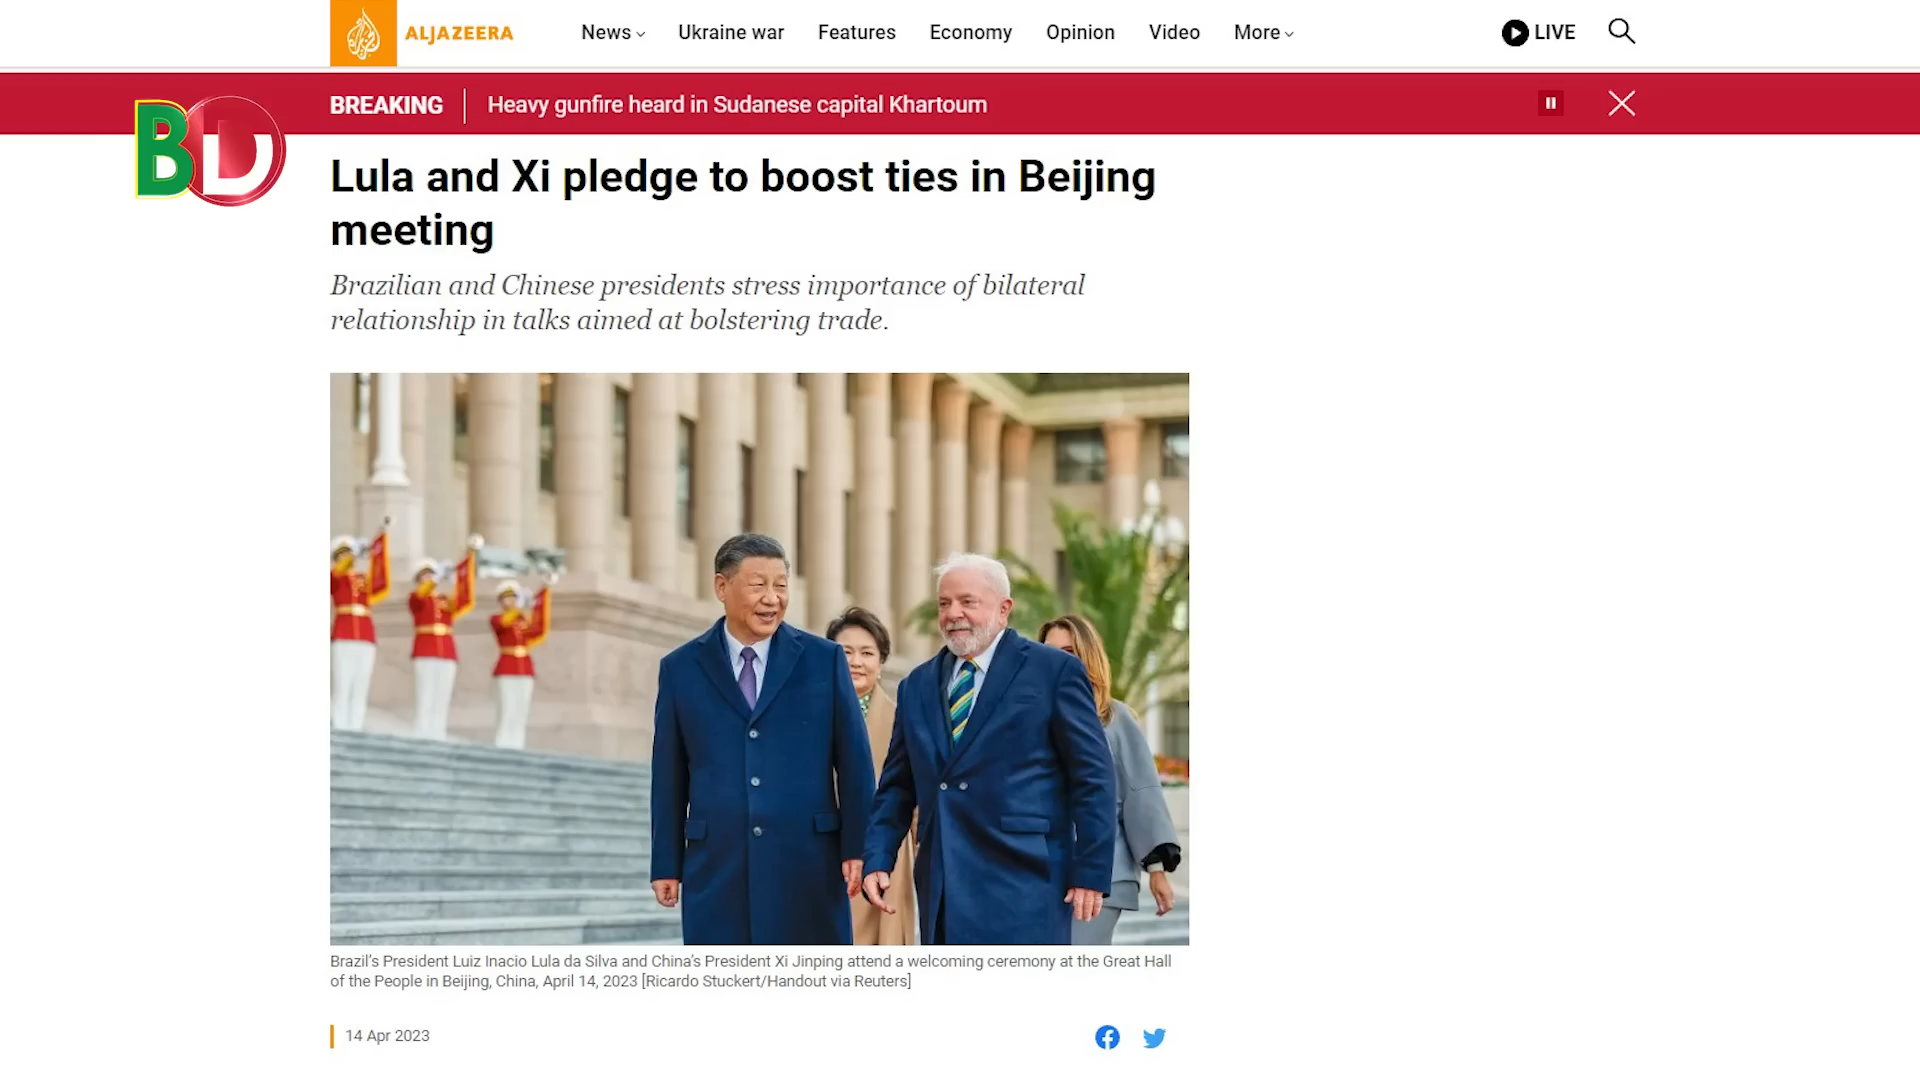 ALJAZEERA
News
Ukraine war
Features
Economy
Opinion
Video
More
LIVE
BREAKING
Heavy gunfire heard in Sudanese capital Khartoum
BD
Lula and Xi pledge to boost ties in Beijing
meeting
Brazilian and Chinese presidents stress importance of bilateral
relationship in talks aimed at bolstering trade.
Brazil's President Luiz Inacio Lula da Silva and China's President Xi Jinping attend a welcoming ceremony at the Great Hall
of the People in Beijing, China, April 14, 2023 [Ricardo Stuckert/Handout via Reuters]
14 Apr 2023